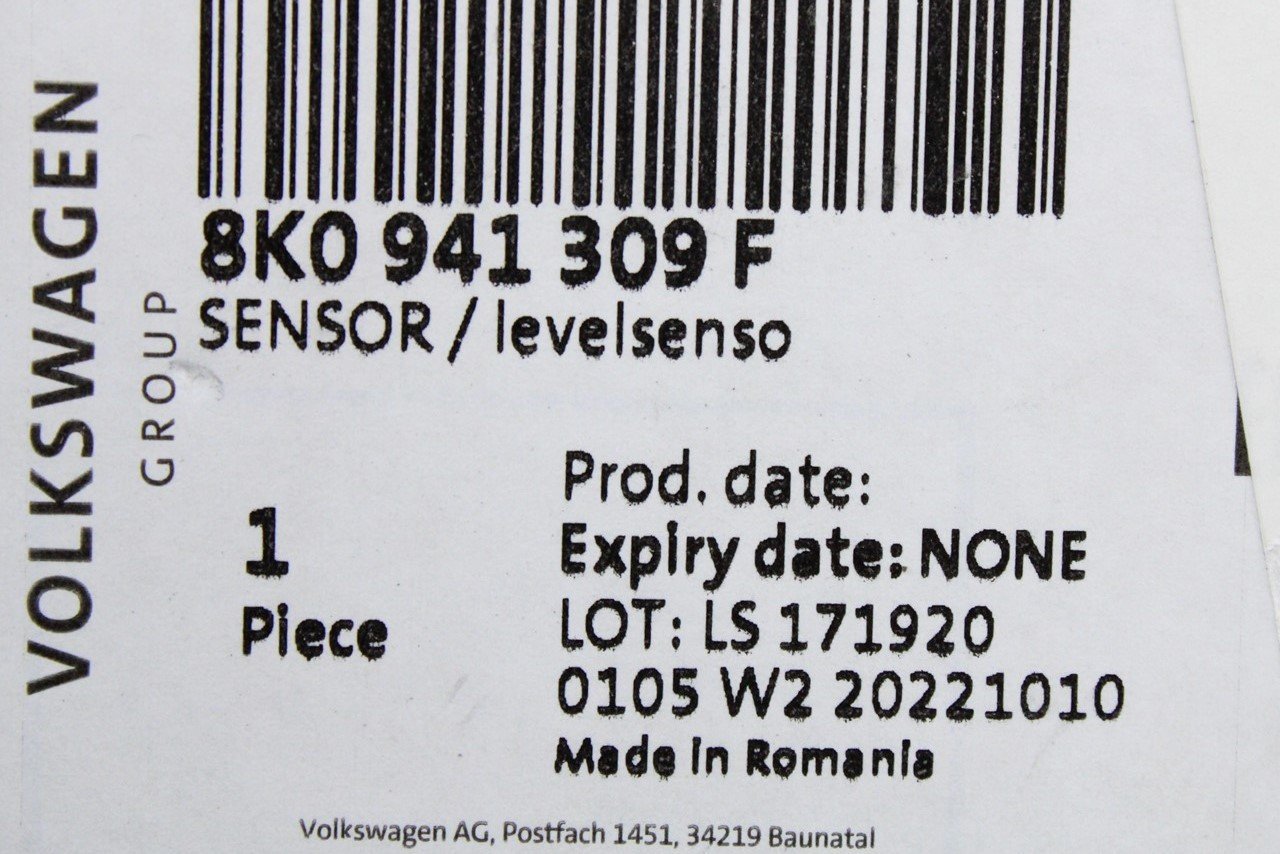 VOLKSWAGEN
GROUP
8K0 941 309 F
SENSOR / levelsenso
1
Piece
Prod. date:
Expiry date: NONE
LOT: LS 171920
0105 W2 20221010
Made in Romania
Volkswagen AG, Postfach 1451, 34219 Baunatal